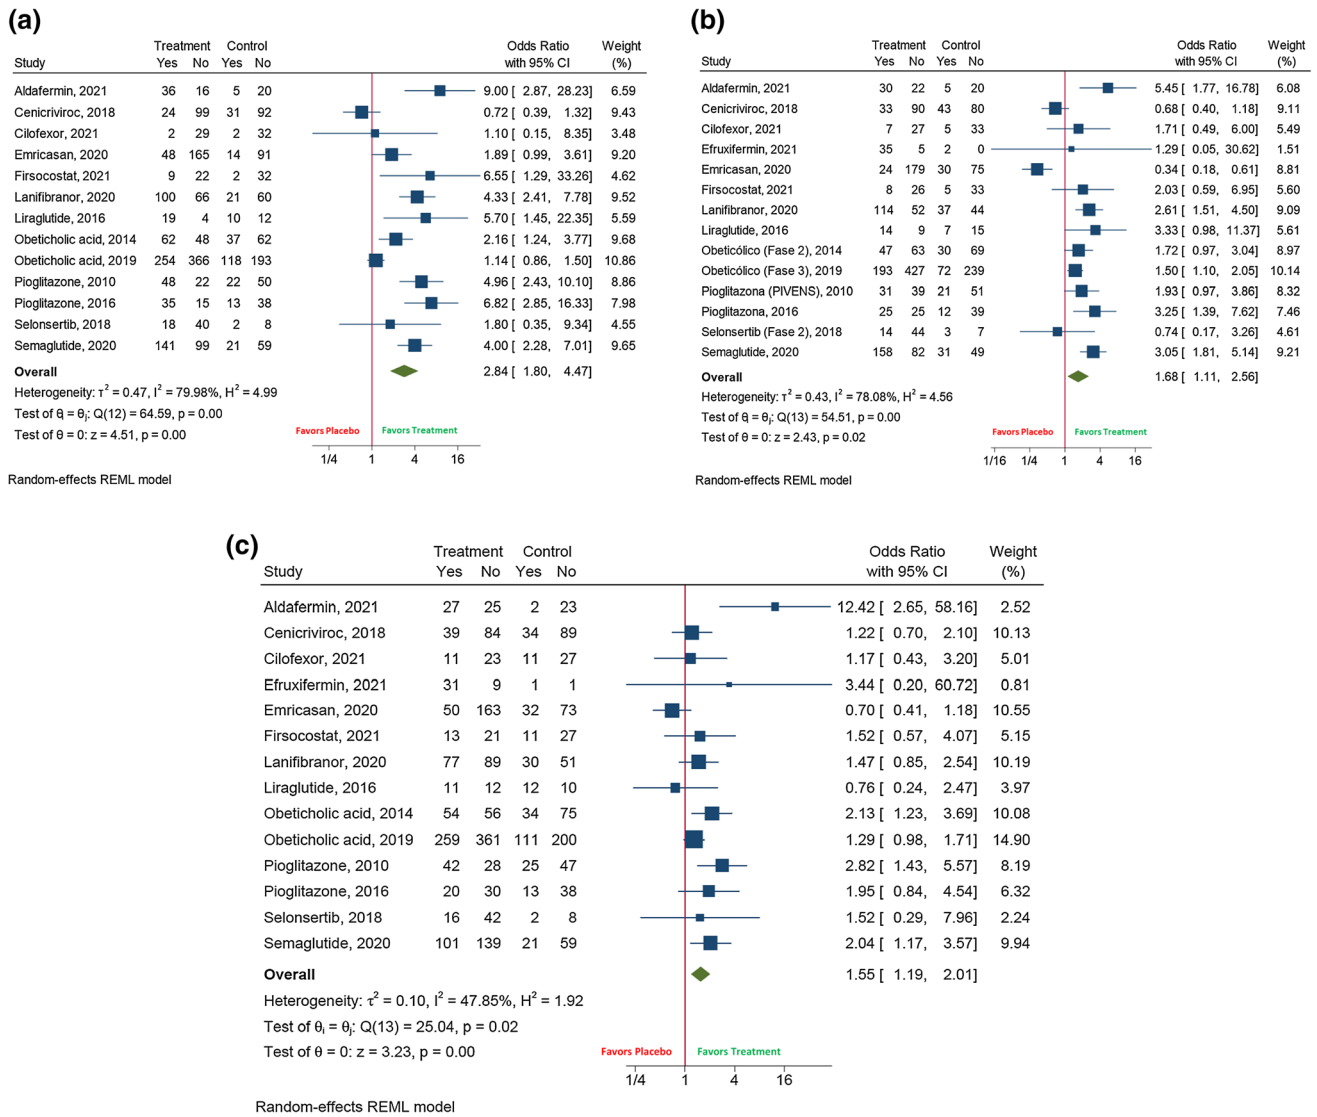 (a)
Treatment Control Odds Ratio Weight
Study Yes No Yes No with 95% CI (%)
Aldafermin, 2021 36 16 5 20 9.00 [ 2.87, 28.23] 6.59
Cenicriviroc, 2018 24 99 31 92 0.72 [ 0.39, 1.32] 9.43
Cilofexor, 2021 2 29 2 32 1.10 [ 0.15, 8.35] 3.48
Emricasan, 2020 48 165 14 91 1.89 [ 0.99, 3.61] 9.20
Firsocostat, 2021 9 22 2 32 6.55 [ 1.29, 33.26] 4.62
Lanifibranor, 2020 100 66 21 60 4.33 [ 2.41, 7.78] 9.52
Liraglutide, 2016 19 4 10 12 5.70 [ 1.45, 22.35] 5.59
Obeticholic acid, 2014 62 48 37 62 2.16 [ 1.24, 3.77] 9.68
Obeticholic acid, 2019 254 366 118 193 1.14 [ 0.86, 1.50] 10.86
Pioglitazone, 2010 48 22 22 50 4.96 [ 2.43, 10.10] 8.86
Pioglitazone, 2016 35 15 13 38 6.82 [ 2.85, 16.33] 7.98
Selonsertib, 2018 18 40 2 8 1.80 [ 0.35, 9.34] 4.55
Semaglutide, 2020 141 99 21 59 4.00 [ 2.28, 7.01] 9.65
Overall 2.84 [ 1.80, 4.47]
Heterogeneity: τ² = 0.47, I² = 79.98%, H² = 4.99
Test of θi = θj: Q(12) = 64.59, p = 0.00
Test of θ = 0: z = 4.51, p = 0.00
Favors Placebo Favors Treatment
1/4 1 4 16
Random-effects REML model
(b)
Treatment Control Odds Ratio Weight
Study Yes No Yes No with 95% CI (%)
Aldafermin, 2021 30 22 5 20 5.45 [ 1.77, 16.78] 6.08
Cenicriviroc, 2018 33 90 43 80 0.68 [ 0.40, 1.18] 9.11
Cilofexor, 2021 7 27 5 33 1.71 [ 0.49, 6.00] 5.49
Efruxifermin, 2021 35 5 2 0 1.29 [ 0.05, 30.62] 1.51
Emricasan, 2020 24 179 30 75 0.34 [ 0.18, 0.61] 8.81
Firsocostat, 2021 8 26 5 33 2.03 [ 0.59, 6.95] 5.60
Lanifibranor, 2020 114 52 37 44 2.61 [ 1.51, 4.50] 9.09
Liraglutide, 2016 14 9 7 15 3.33 [ 0.98, 11.37] 5.61
Obeticólico (Fase 2), 2014 47 63 30 69 1.72 [ 0.97, 3.04] 8.97
Obeticólico (Fase 3), 2019 193 427 72 239 1.50 [ 1.10, 2.05] 10.14
Pioglitazona (PIVENS), 2010 31 39 21 51 1.93 [ 0.97, 3.86] 8.32
Pioglitazona, 2016 25 25 12 39 3.25 [ 1.39, 7.62] 7.46
Selonsertib (Fase 2), 2018 14 44 3 7 0.74 [ 0.17, 3.26] 4.61
Semaglutide, 2020 158 82 31 49 3.05 [ 1.81, 5.14] 9.21
Overall 1.68 [ 1.11, 2.56]
Heterogeneity: τ² = 0.43, I² = 78.08%, H² = 4.56
Test of θi = θj: Q(13) = 54.51, p = 0.00
Test of θ = 0: z = 2.43, p = 0.02
Favors Placebo Favors Treatment
1/16 1/4 1 4 16
Random-effects REML model
(c)
Treatment Control Odds Ratio Weight
Study Yes No Yes No with 95% CI (%)
Aldafermin, 2021 27 25 2 23 12.42 [ 2.65, 58.16] 2.52
Cenicriviroc, 2018 39 84 34 89 1.22 [ 0.70, 2.10] 10.13
Cilofexor, 2021 11 23 11 27 1.17 [ 0.43, 3.20] 5.01
Efruxifermin, 2021 31 9 1 1 3.44 [ 0.20, 60.72] 0.81
Emricasan, 2020 50 163 32 73 0.70 [ 0.41, 1.18] 10.55
Firsocostat, 2021 13 21 11 27 1.52 [ 0.57, 4.07] 5.15
Lanifibranor, 2020 77 89 30 51 1.47 [ 0.85, 2.54] 10.19
Liraglutide, 2016 11 12 12 10 0.76 [ 0.24, 2.47] 3.97
Obeticholic acid, 2014 54 56 34 75 2.13 [ 1.23, 3.69] 10.08
Obeticholic acid, 2019 259 361 111 200 1.29 [ 0.98, 1.71] 14.90
Pioglitazone, 2010 42 28 25 47 2.82 [ 1.43, 5.57] 8.19
Pioglitazone, 2016 20 30 13 38 1.95 [ 0.84, 4.54] 6.32
Selonsertib, 2018 16 42 2 8 1.52 [ 0.29, 7.96] 2.24
Semaglutide, 2020 101 139 21 59 2.04 [ 1.17, 3.57] 9.94
Overall 1.55 [ 1.19, 2.01]
Heterogeneity: τ² = 0.10, I² = 47.85%, H² = 1.92
Test of θi = θj: Q(13) = 25.04, p = 0.02
Test of θ = 0: z = 3.23, p = 0.00
Favors Placebo Favors Treatment
1/4 1 4 16
Random-effects REML model